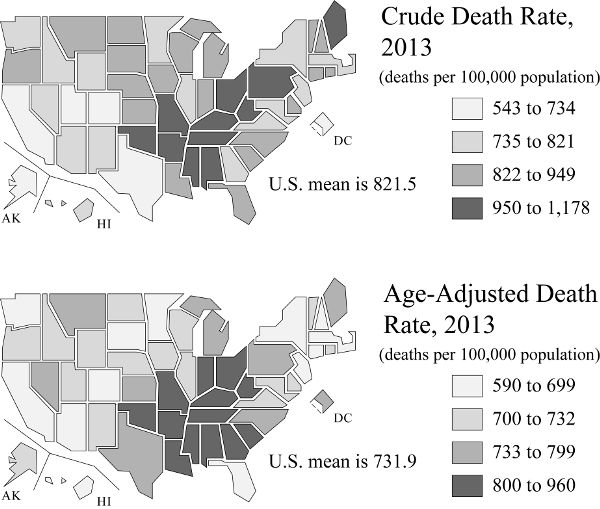 Crude Death Rate,
2013
(deaths per 100,000 population)
543 to 734
735 to 821
822 to 949
950 to 1,178
DC
U.S. mean is 821.5
AK
HI
Age-Adjusted Death
Rate, 2013
(deaths per 100,000 population)
590 to 699
700 to 732
733 to 799
800 to 960
DC
U.S. mean is 731.9
AK
HI